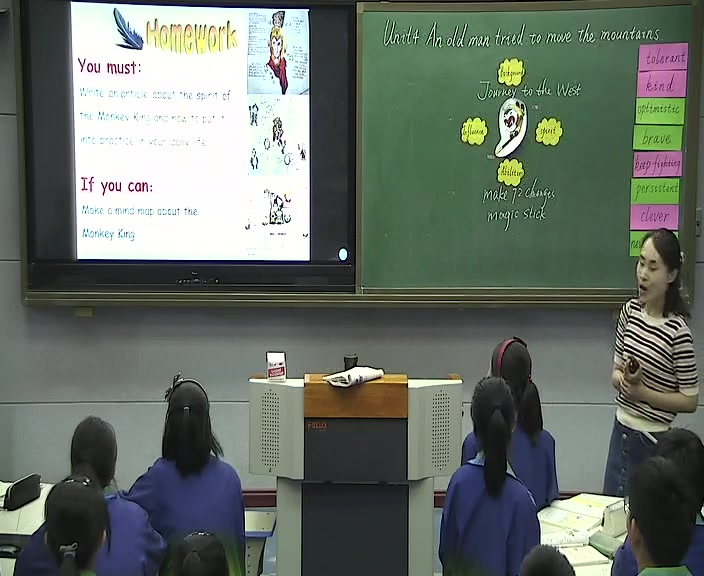 Homework
You must:
Write an article about the spirit of
the Monkey King and how to put it
into practice in your daily life.
If you can:
Make a mind map about the
Monkey King
Unit4 An old man tried to move the mountains
background
Journey to the West
influence
spirit
abilities
make 72 changes
magic stick
tolerant
kind
optimistic
brave
keep fighting
persistent
clever
FOCUS